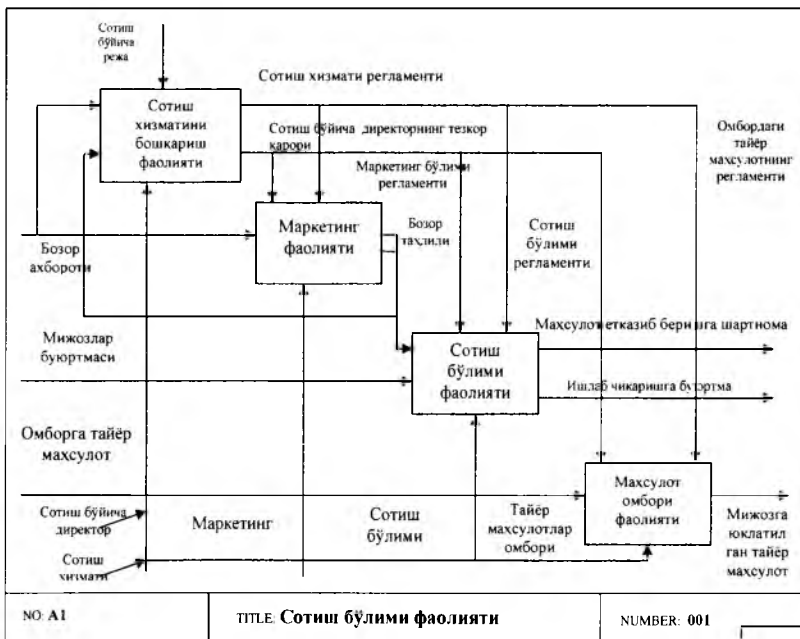 Сотиш
бўйича
режа
Сотиш хизмати регламенти
Сотиш
хизматини
бошкариш
фаолияти
Сотиш бўйича директорнинг тезкор
карори
Маркетинг бўлими
регламенти
Омбордаги
тайёр
махсулотнинг
регламенти
Маркетинг
фаолияти
Бозор
таҳлили
Сотиш
бўлими
регламенти
Бозор
ахбороти
Мижозлар
буюртмаси
Сотиш
бўлими
фаолияти
Махсулот етказиб беришга шартнома
Ишлаб чикаришга буюртма
Омборга тайёр
махсулот
Махсулот
омбори
фаолияти
Сотиш бўйича
директор
Маркетинг
Сотиш
бўлими
Тайёр
махсулотлар
омбори
Мижозга
юклатил
ган тайёр
махсулот
Сотиш
хизмати
NO: A1
TITLE: Сотиш бўлими фаолияти
NUMBER: 001